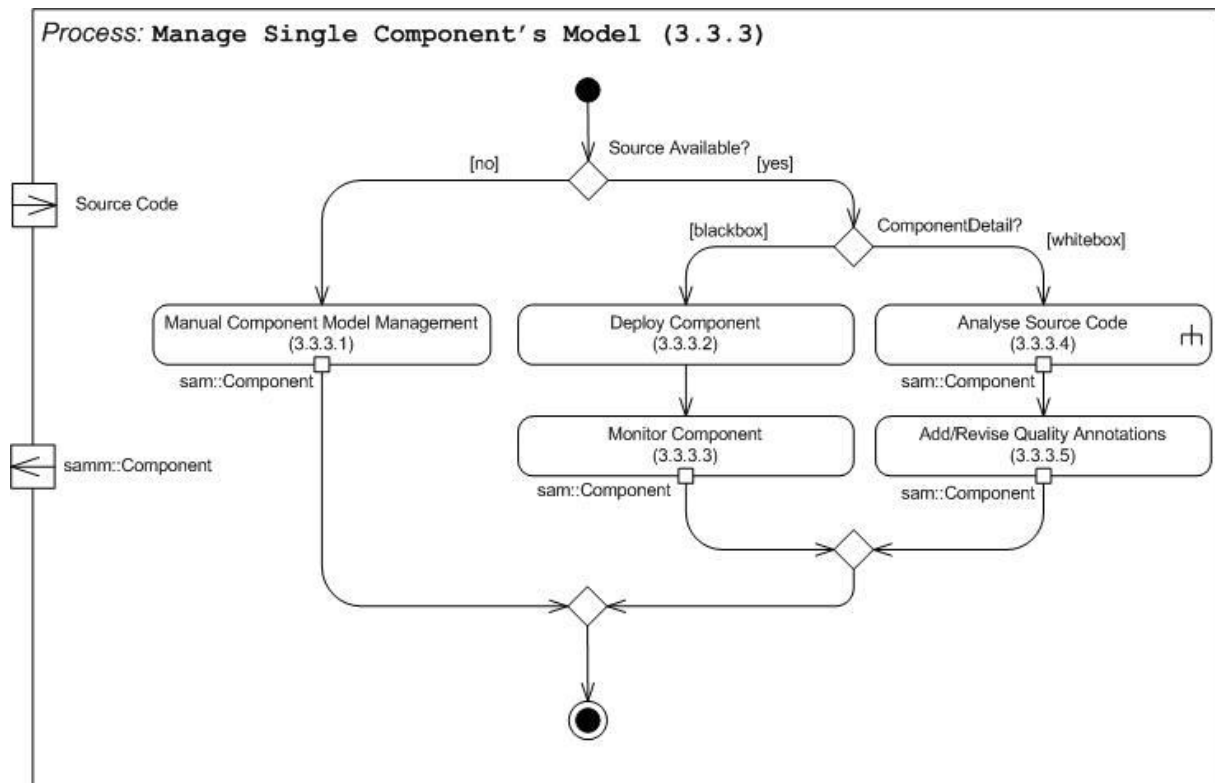 Process: Manage Single Component's Model (3.3.3)
Source Available?
[no]
[yes]
Source Code
[blackbox]
ComponentDetail?
[whitebox]
Manual Component Model Management
(3.3.3.1)
Deploy Component
(3.3.3.2)
Analyse Source Code
(3.3.3.4)
sam::Component
sam::Component
Monitor Component
(3.3.3.3)
Add/Revise Quality Annotations
(3.3.3.5)
samm::Component
sam::Component
sam::Component